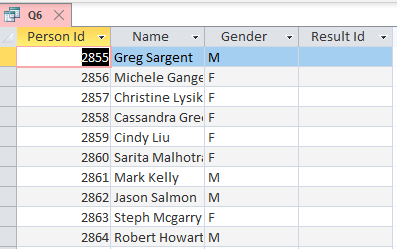 Q6
Person Id Name Gender Result Id
2855 Greg Sargent M
2856 Michele Gange F
2857 Christine Lysik F
2858 Cassandra Gree F
2859 Cindy Liu F
2860 Sarita Malhotra F
2861 Mark Kelly M
2862 Jason Salmon M
2863 Steph Mcgarry F
2864 Robert Howart M